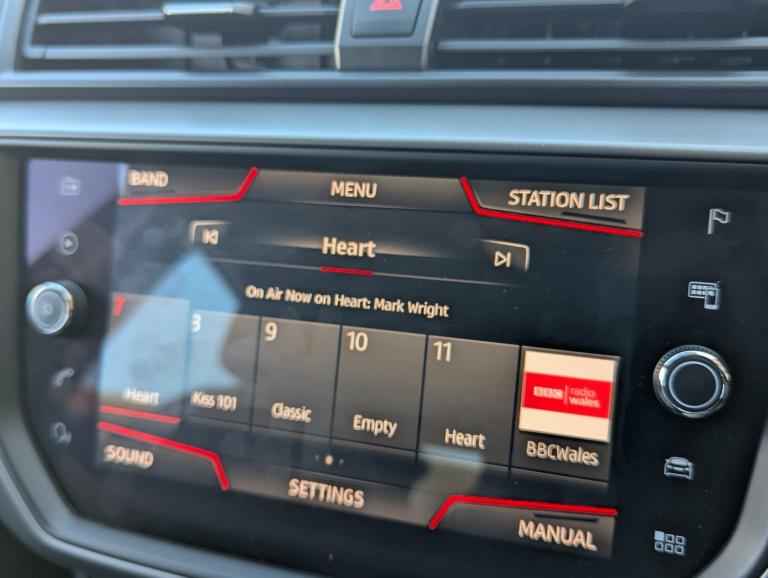 BAND
MENU
STATION LIST
Heart
On Air Now on Heart: Mark Wright
7
Heart
8
Kiss 101
9
Classic
10
Empty
11
Heart
BBC radio wales
BBCWales
SOUND
SETTINGS
MANUAL